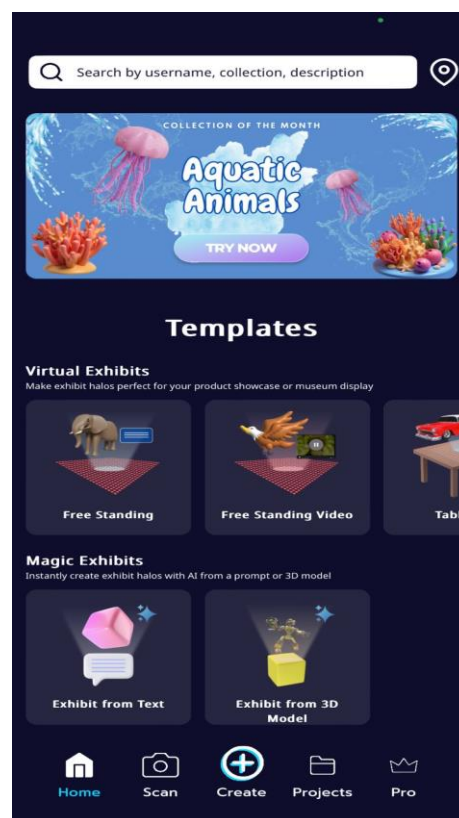 Search by username, collection, description
COLLECTION OF THE MONTH
Aquatic
Animals
TRY NOW
Templates
Virtual Exhibits
Make exhibit halos perfect for your product showcase or museum display
Free Standing
Free Standing Video
Tabl
Magic Exhibits
Instantly create exhibit halos with AI from a prompt or 3D model
Exhibit from Text
Exhibit from 3D
Model
Home
Scan
Create
Projects
Pro